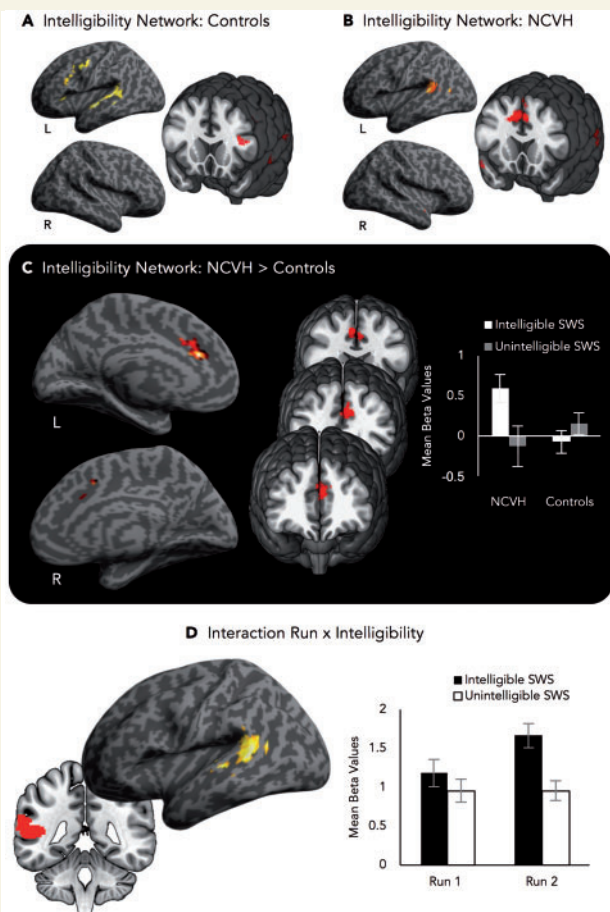 A Intelligibility Network: Controls
B Intelligibility Network: NCVH
L
R
L
R
C Intelligibility Network: NCVH > Controls
L
R
Intelligible SWS
Unintelligible SWS
Mean Beta Values
1
0.5
0
-0.5
NCVH Controls
D Interaction Run x Intelligibility
Intelligible SWS
Unintelligible SWS
Mean Beta Values
2
1.5
1
0.5
0
Run 1 Run 2